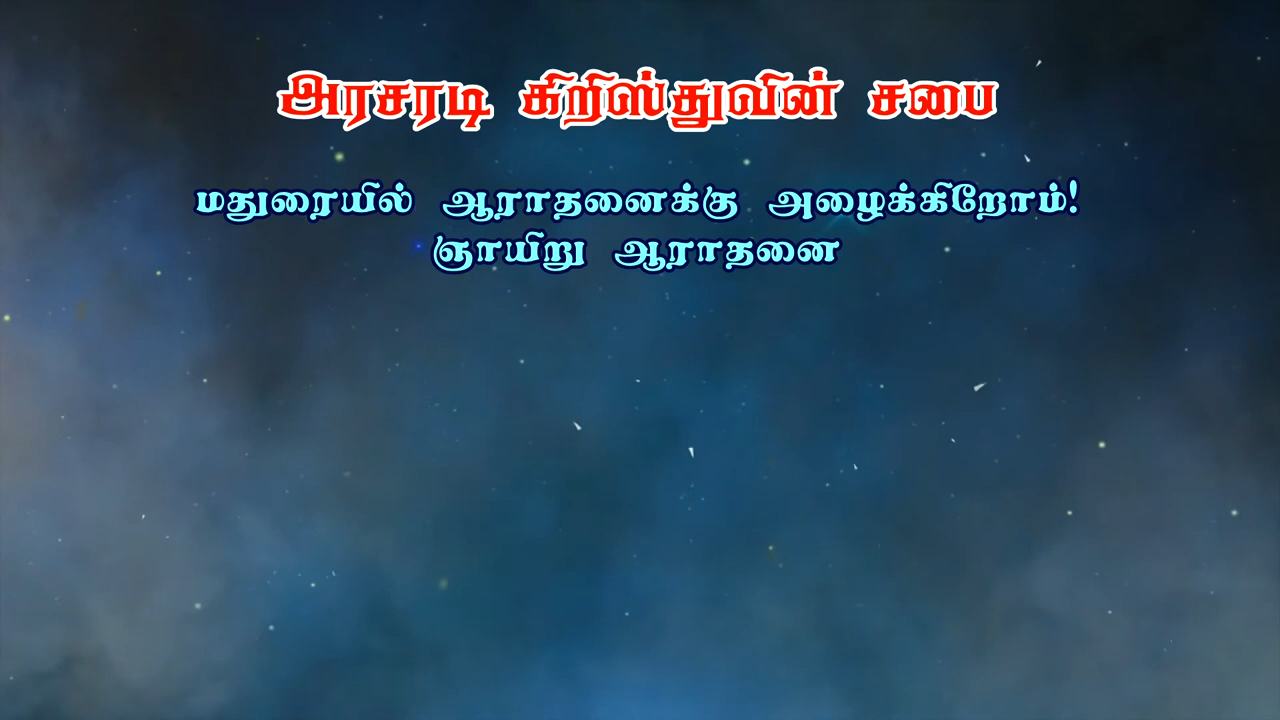 அரசரடி கிறிஸ்துவின் சபை
மதுரையில் ஆராதனைக்கு அழைக்கிறோம்!
ஞாயிறு ஆராதனை